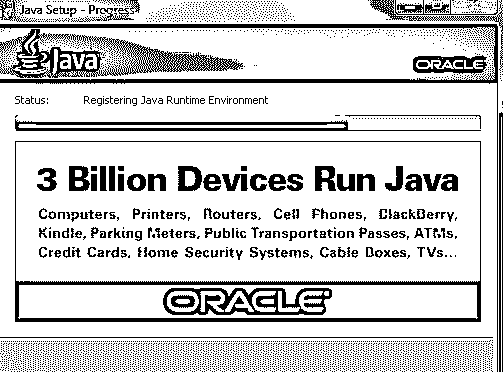 Java Setup - Progress
Java
ORACLE
Status: Registering Java Runtime Environment
3 Billion Devices Run Java
Computers, Printers, Routers, Cell Phones, BlackBerry,
Kindle, Parking Meters, Public Transportation Passes, ATMs,
Credit Cards, Home Security Systems, Cable Boxes, TVs...
ORACLE